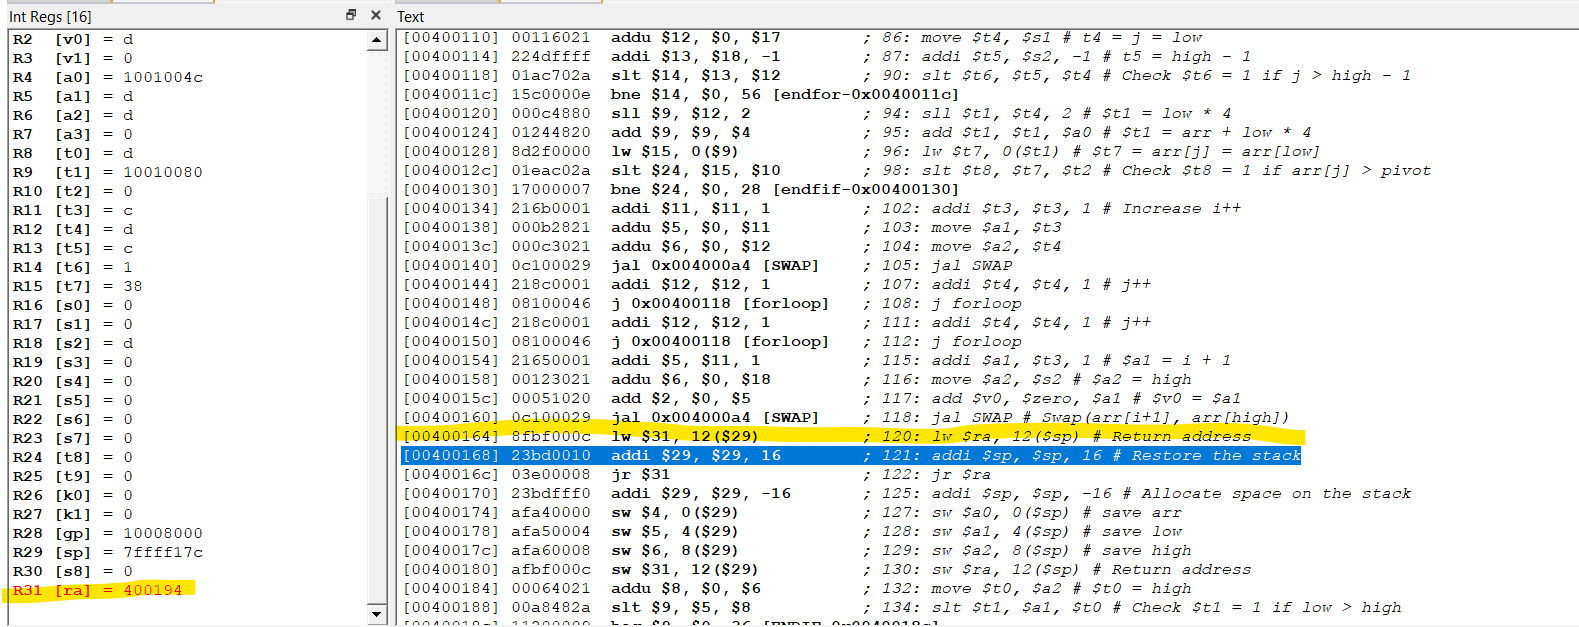 Int Regs [16]
R2 [v0] = d
R3 [v1] = 0
R4 [a0] = 1001004c
R5 [a1] = d
R6 [a2] = d
R7 [a3] = 0
R8 [t0] = d
R9 [t1] = 10010080
R10 [t2] = 0
R11 [t3] = c
R12 [t4] = d
R13 [t5] = c
R14 [t6] = 1
R15 [t7] = 38
R16 [s0] = 0
R17 [s1] = 0
R18 [s2] = d
R19 [s3] = 0
R20 [s4] = 0
R21 [s5] = 0
R22 [s6] = 0
R23 [s7] = 0
R24 [t8] = 0
R25 [t9] = 0
R26 [k0] = 0
R27 [k1] = 0
R28 [gp] = 10008000
R29 [sp] = 7ffff17c
R30 [s8] = 0
R31 [ra] = 400194
Text
[00400110] 00116021 addu $12, $0, $17 ; 86: move $t4, $s1 # t4 = j = low
[00400114] 224dffff addi $13, $18, -1 ; 87: addi $t5, $s2, -1 # t5 = high - 1
[00400118] 01ac702a slt $14, $13, $12 ; 90: slt $t6, $t5, $t4 # Check $t6 = 1 if j > high - 1
[0040011c] 15c0000e bne $14, $0, 56 [endfor-0x0040011c]
[00400120] 000c4880 sll $9, $12, 2 ; 94: sll $t1, $t4, 2 # $t1 = low * 4
[00400124] 01244820 add $9, $9, $4 ; 95: add $t1, $t1, $a0 # $t1 = arr + low * 4
[00400128] 8d2f0000 lw $15, 0($9) ; 96: lw $t7, 0($t1) # $t7 = arr[j] = arr[low]
[0040012c] 01eac02a slt $24, $15, $10 ; 98: slt $t8, $t7, $t2 # Check $t8 = 1 if arr[j] > pivot
[00400130] 17000007 bne $24, $0, 28 [endfif-0x00400130]
[00400134] 216b0001 addi $11, $11, 1 ; 102: addi $t3, $t3, 1 # Increase i++
[00400138] 000b2821 addu $5, $0, $11 ; 103: move $a1, $t3
[0040013c] 000c3021 addu $6, $0, $12 ; 104: move $a2, $t4
[00400140] 0c100029 jal 0x004000a4 [SWAP] ; 105: jal SWAP
[00400144] 218c0001 addi $12, $12, 1 ; 107: addi $t4, $t4, 1 # j++
[00400148] 08100046 j 0x00400118 [forloop] ; 108: j forloop
[0040014c] 218c0001 addi $12, $12, 1 ; 111: addi $t4, $t4, 1 # j++
[00400150] 08100046 j 0x00400118 [forloop] ; 112: j forloop
[00400154] 21650001 addi $5, $11, 1 ; 115: addi $a1, $t3, 1 # $a1 = i + 1
[00400158] 00123021 addu $6, $0, $18 ; 116: move $a2, $s2 # $a2 = high
[0040015c] 00051020 add $2, $0, $5 ; 117: add $v0, $zero, $a1 # $v0 = $a1
[00400160] 0c100029 jal 0x004000a4 [SWAP] ; 118: jal SWAP # Swap(arr[i+1], arr[high])
[00400164] 8fbf000c lw $31, 12($29) ; 120: lw $ra, 12($sp) # Return address
[00400168] 23bd0010 addi $29, $29, 16 ; 121: addi $sp, $sp, 16 # Restore the stack
[0040016c] 03e00008 jr $31 ; 122: jr $ra
[00400170] 23bdfff0 addi $29, $29, -16 ; 125: addi $sp, $sp, -16 # Allocate space on the stack
[00400174] afa40000 sw $4, 0($29) ; 127: sw $a0, 0($sp) # save arr
[00400178] afa50004 sw $5, 4($29) ; 128: sw $a1, 4($sp) # save low
[0040017c] afa60008 sw $6, 8($29) ; 129: sw $a2, 8($sp) # save high
[00400180] afbf000c sw $31, 12($29) ; 130: sw $ra, 12($sp) # Return address
[00400184] 00064021 addu $8, $0, $6 ; 132: move $t0, $a2 # $t0 = high
[00400188] 00a8482a slt $9, $5, $8 ; 134: slt $t1, $a1, $t0 # Check $t1 = 1 if low > high